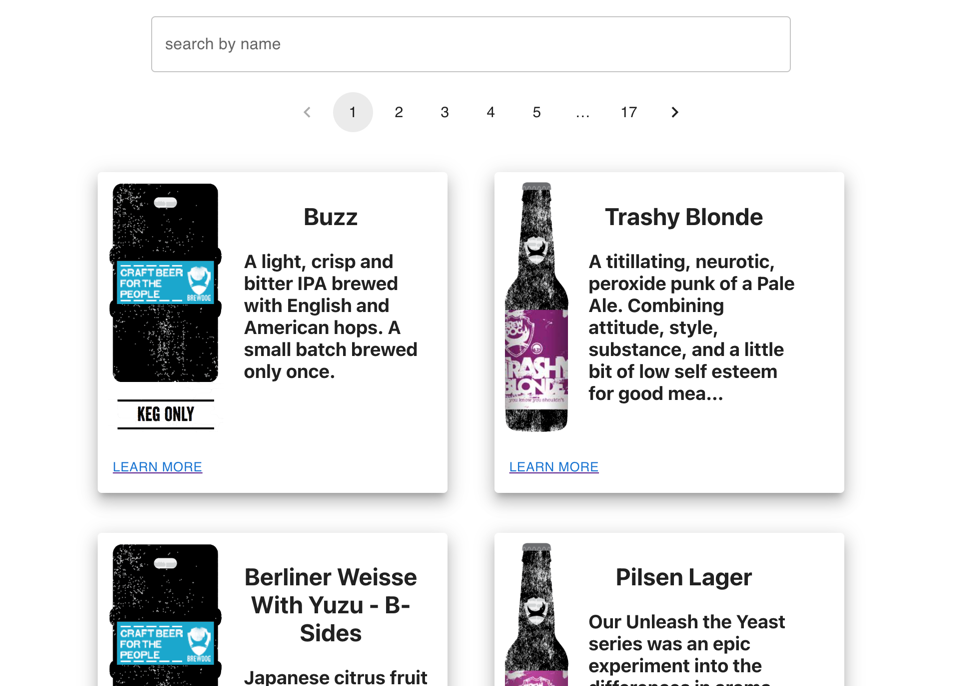 search by name
1 2 3 4 5 ... 17
Buzz
A light, crisp and
bitter IPA brewed
with English and
American hops. A
small batch brewed
only once.
CRAFT BEER
FOR THE
PEOPLE
BREWDOG
KEG ONLY
LEARN MORE
Trashy Blonde
A titillating, neurotic,
peroxide punk of a Pale
Ale. Combining
attitude, style,
substance, and a little
bit of low self esteem
for good mea...
TRASHY
BLONDE
LEARN MORE
Berliner Weisse
With Yuzu - B-
Sides
Japanese citrus fruit
CRAFT BEER
FOR THE
PEOPLE
BREWDOG
Pilsen Lager
Our Unleash the Yeast
series was an epic
experiment into the